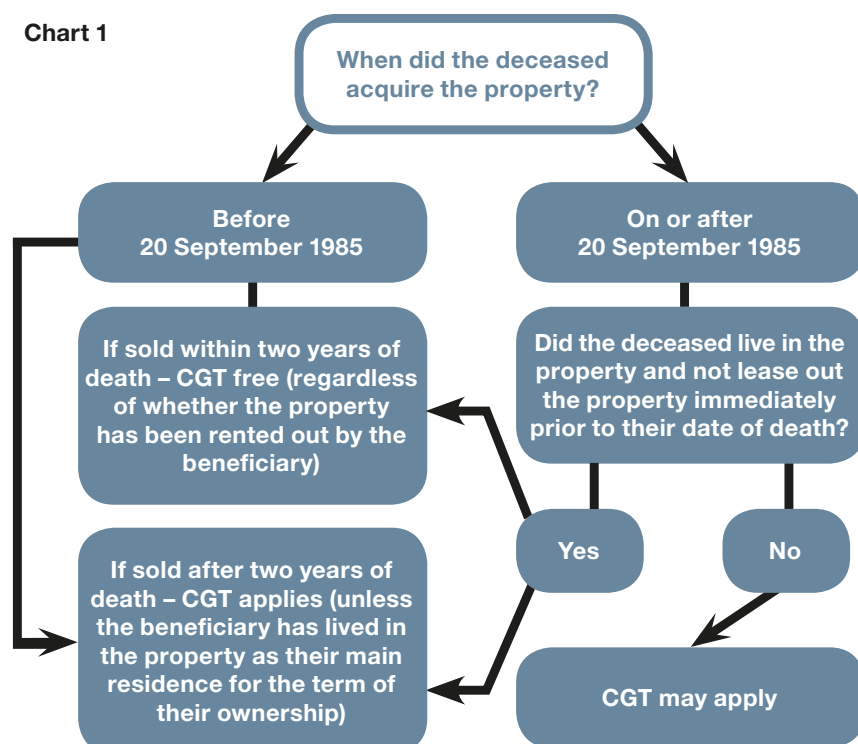 Chart 1
When did the deceased
acquire the property?
Before
20 September 1985
On or after
20 September 1985
If sold within two years of
death – CGT free (regardless
of whether the property
has been rented out by the
beneficiary)
Did the deceased live in the
property and not lease out
the property immediately
prior to their date of death?
Yes
No
If sold after two years of
death – CGT applies (unless
the beneficiary has lived in
the property as their main
residence for the term of
their ownership)
CGT may apply